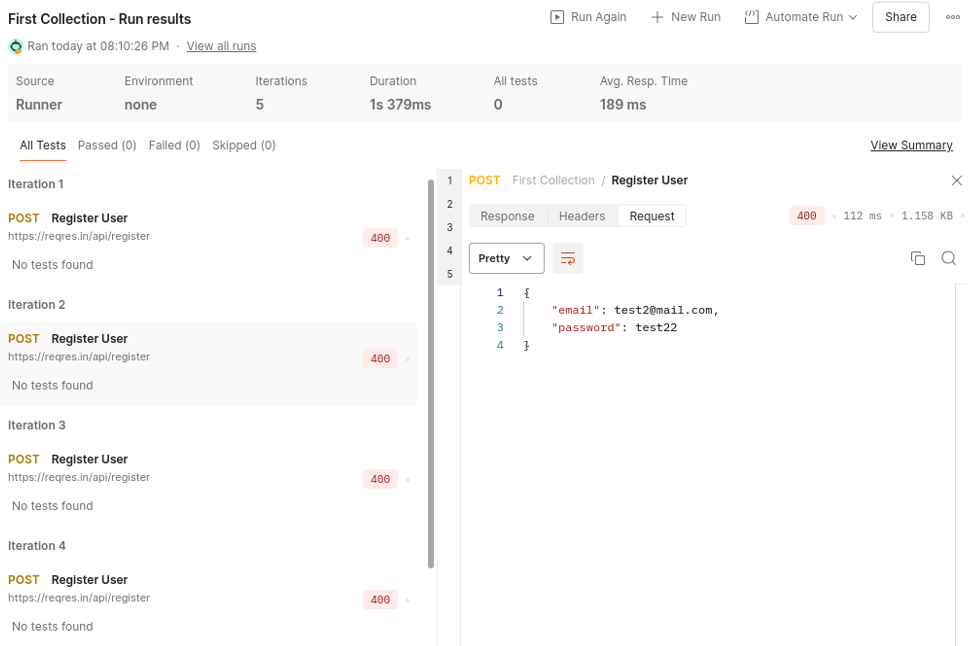 First Collection - Run results
Run Again
New Run
Automate Run
Share
Ran today at 08:10:26 PM · View all runs
Source Environment Iterations Duration All tests Avg. Resp. Time
Runner none 5 1s 379ms 0 189 ms
All Tests Passed (0) Failed (0) Skipped (0) View Summary
Iteration 1
POST Register User
https://reqres.in/api/register
400
No tests found
Iteration 2
POST Register User
https://reqres.in/api/register
400
No tests found
Iteration 3
POST Register User
https://reqres.in/api/register
400
No tests found
Iteration 4
POST Register User
https://reqres.in/api/register
400
No tests found
1
2
3
4
5
POST First Collection / Register User
Response Headers Request 400 112 ms 1.158 KB
Pretty
1 {
2 "email": test2@mail.com,
3 "password": test22
4 }